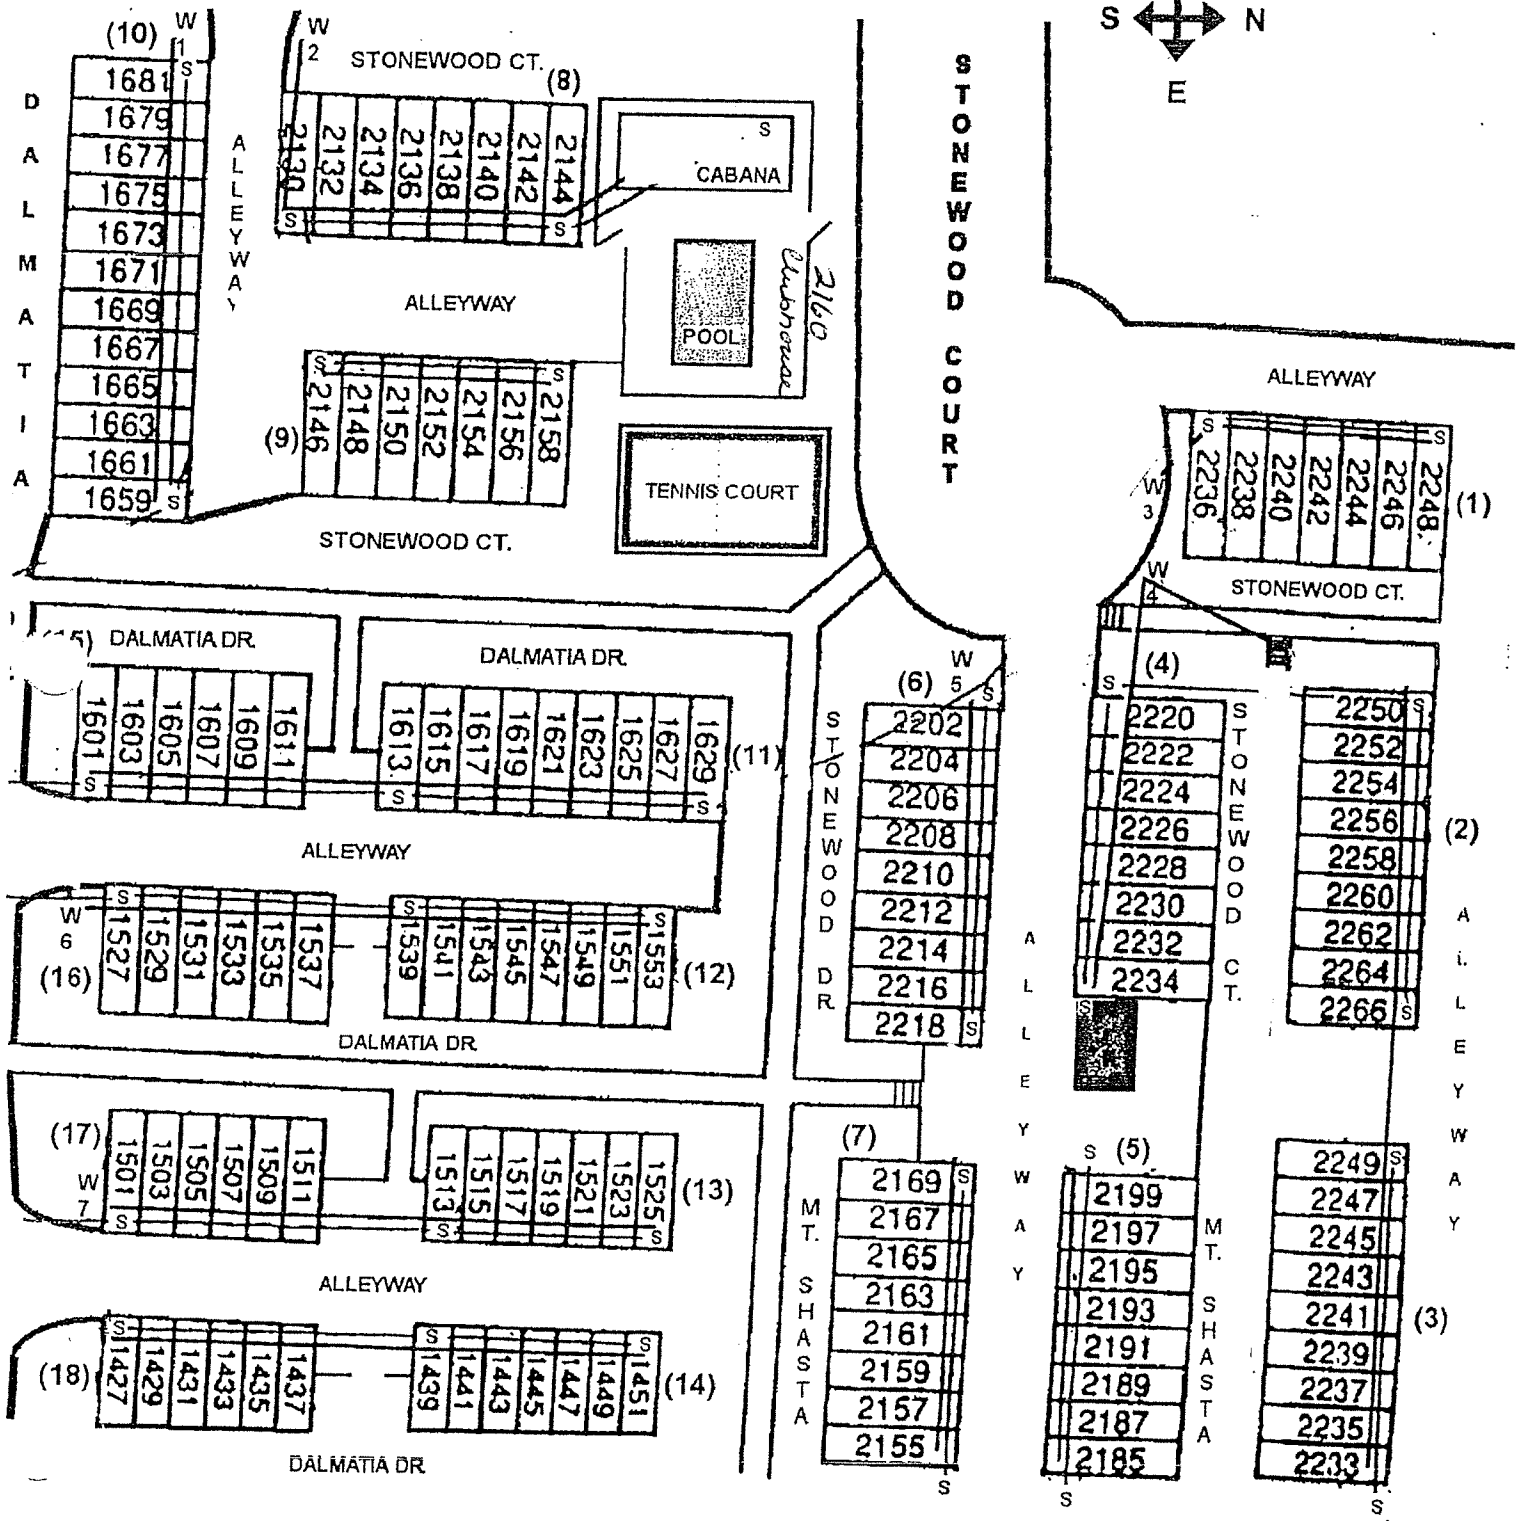 S N
E
(10)
W
1
S
1681
1679
1677
1675
1673
1671
1669
1667
1665
1663
1661
1659
S
DALMATIA
ALLEYWAY
W
2
STONEWOOD CT.
(8)
2130
2132
2134
2136
2138
2140
2142
2144
S
S
S
CABANA
POOL
2160
Clubhouse
ALLEYWAY
(9)
S
S
2146
2148
2150
2152
2154
2156
2158
TENNIS COURT
STONEWOOD CT.
STONEWOOD COURT
ALLEYWAY
W
3
S
S
2236
2238
2240
2242
2244
2246
2248
(1)
W
4
STONEWOOD CT.
DALMATIA DR.
1601
1603
1605
1607
1609
1611
S
DALMATIA DR.
1613
1615
1617
1619
1621
1623
1625
1627
1629
(11)
S
S
ALLEYWAY
W
6
(16)
S
1527
1529
1531
1533
1535
1537
S
S
1539
1541
1543
1545
1547
1549
1551
1553
(12)
DALMATIA DR.
STONEWOOD DR.
(6)
W
5
S
2202
2204
2206
2208
2210
2212
2214
2216
2218
S
ALLEYWAY
(4)
S
2220
2222
2224
2226
2228
2230
2232
2234
S
STONEWOOD CT.
2250
S
2252
2254
2256
2258
2260
2262
2264
2266
S
(2)
ALLEYWAY
(17)
W
7
1501
1503
1505
1507
1509
1511
S
1513
1515
1517
1519
1521
1523
1525
(13)
S
S
ALLEYWAY
(18)
S
1427
1429
1431
1433
1435
1437
S
S
1439
1441
1443
1445
1447
1449
1451
(14)
DALMATIA DR.
MT. SHASTA
(7)
2169
S
2167
2165
2163
2161
2159
2157
2155
S
S
(5)
2199
2197
2195
2193
2191
2189
2187
2185
S
MT. SHASTA
2249
S
2247
2245
2243
2241
2239
2237
2235
2233
S
(3)